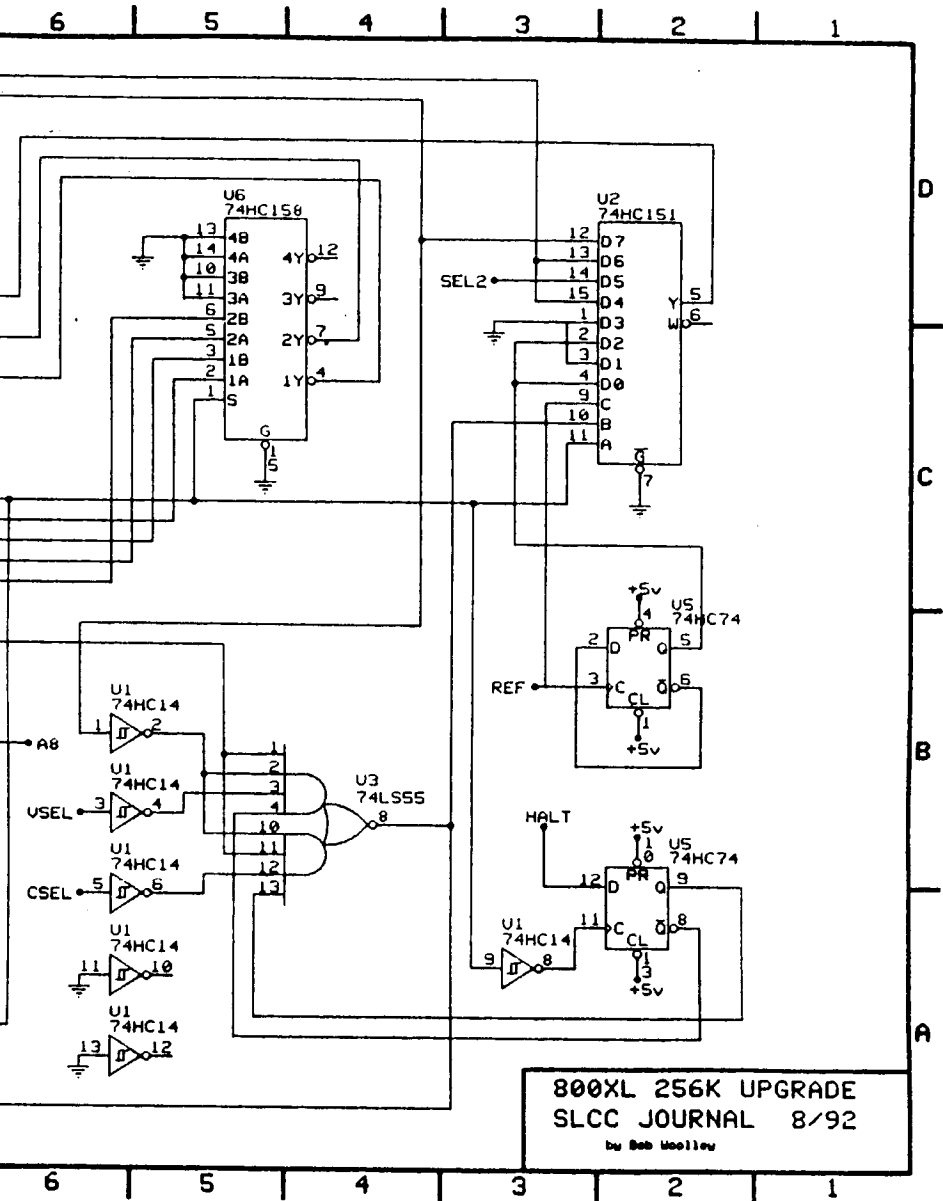 6 5 4 3 2 1
D
U6
74HC158
13 4B
14 4A
10 3B
11 3A
6 2B
5 2A
3 1B
2 1A
1 S
4Y 12
3Y 9
2Y 7
1Y 4
G
15
U2
74HC151
12 D7
13 D6
SEL2 14 D5
15 D4
1 D3
2 D2
3 D1
4 D0
9 C
10 B
11 A
Y 5
W 6
G
7
C
+5v
4
U5
74HC74
PR
2 D Q 5
REF 3 C Q 6
CL
1
+5v
B
U1
74HC14
1 2
A8
U1
74HC14
VSEL 3 4
U1
74HC14
CSEL 5 6
U1
74HC14
11 10
U1
74HC14
13 12
1
2
3
4
10
11
12
13
U3
74LS55
8
HALT
+5v
10
U5
74HC74
PR
12 D Q 9
11 C Q 8
CL
13
+5v
U1
74HC14
9 8
A
800XL 256K UPGRADE
SLCC JOURNAL 8/92
by Bob Woolley
6 5 4 3 2 1